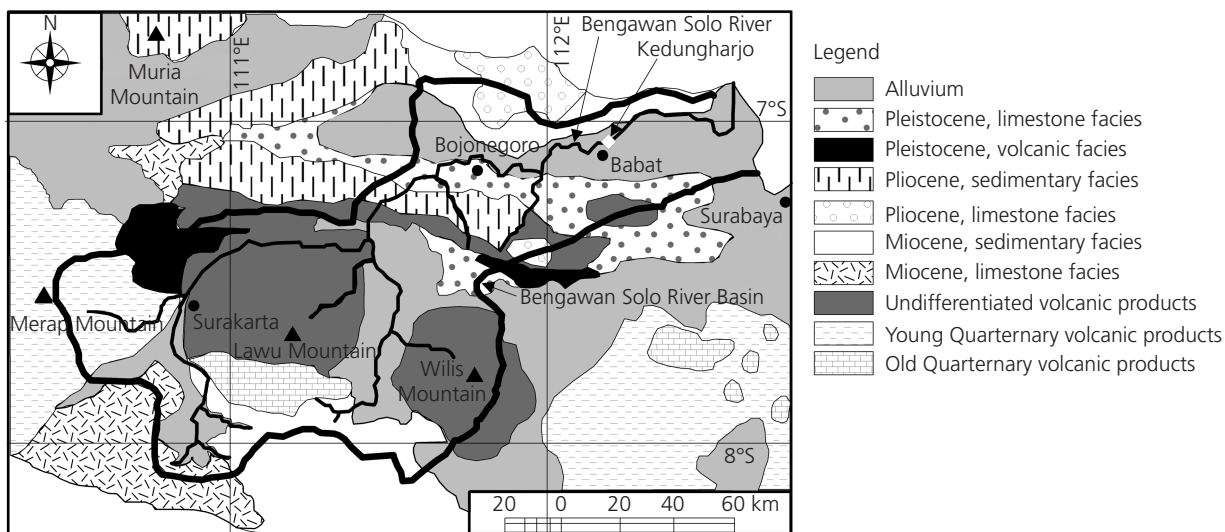 N
Muria
Mountain
111°E
112°E
Bengawan Solo River
Kedungharjo
7°S
Bojonegoro
Babat
Surabaya
Bengawan Solo River Basin
Merap Mountain
Surakarta
Lawu Mountain
Wilis
Mountain
8°S
20 0 20 40 60 km
Legend
Alluvium
Pleistocene, limestone facies
Pleistocene, volcanic facies
Pliocene, sedimentary facies
Pliocene, limestone facies
Miocene, sedimentary facies
Miocene, limestone facies
Undifferentiated volcanic products
Young Quarternary volcanic products
Old Quarternary volcanic products